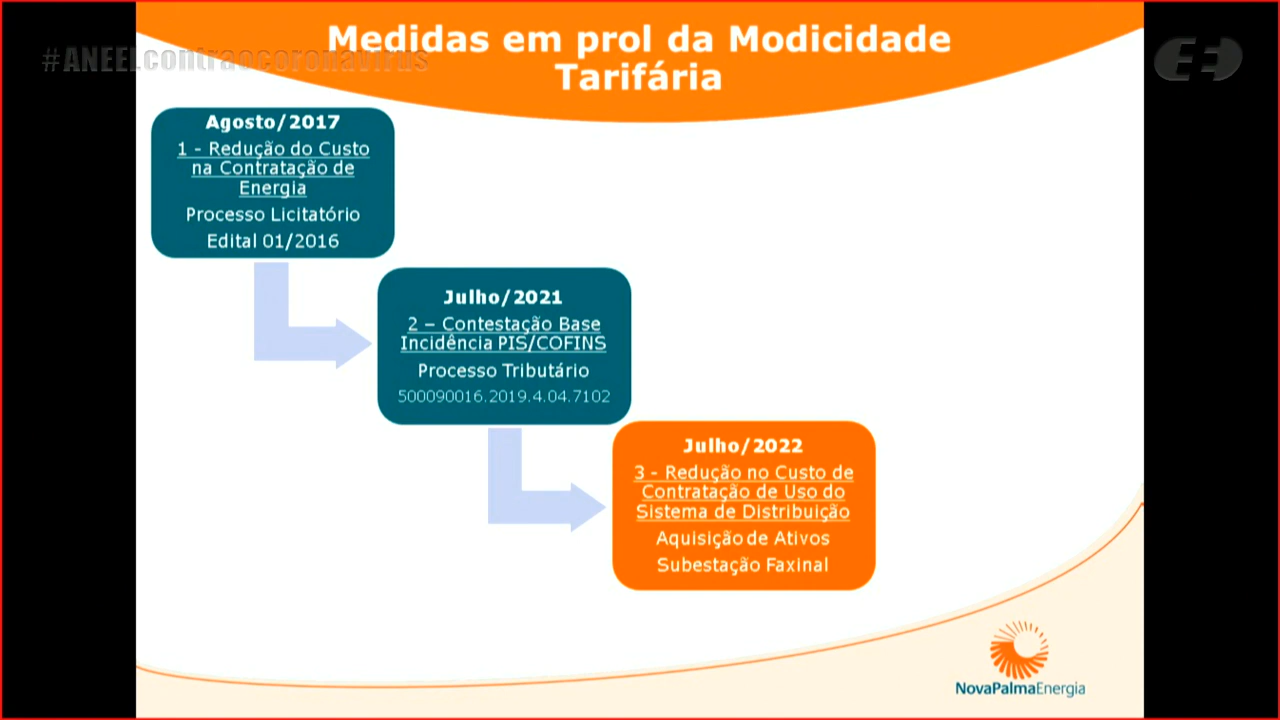 Medidas em prol da Modicidade
Tarifária
#ANEELcontraocoronavirus
Agosto/2017
1 - Redução do Custo
na Contratação de
Energia
Processo Licitatório
Edital 01/2016
Julho/2021
2 – Contestação Base
Incidência PIS/COFINS
Processo Tributário
500090016.2019.4.04.7102
Julho/2022
3 - Redução no Custo de
Contratação de Uso do
Sistema de Distribuição
Aquisição de Ativos
Subestação Faxinal
NovaPalmaEnergia